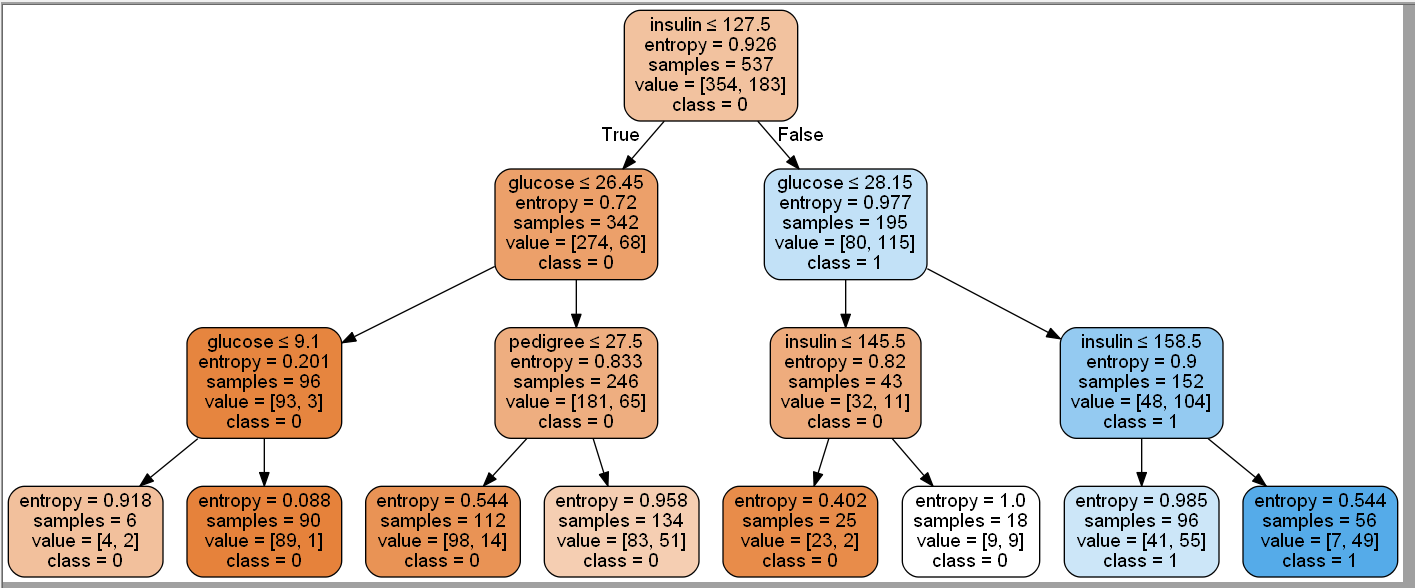 insulin ≤ 127.5
entropy = 0.926
samples = 537
value = [354, 183]
class = 0
True
False
glucose ≤ 26.45
entropy = 0.72
samples = 342
value = [274, 68]
class = 0
glucose ≤ 28.15
entropy = 0.977
samples = 195
value = [80, 115]
class = 1
glucose ≤ 9.1
entropy = 0.201
samples = 96
value = [93, 3]
class = 0
pedigree ≤ 27.5
entropy = 0.833
samples = 246
value = [181, 65]
class = 0
insulin ≤ 145.5
entropy = 0.82
samples = 43
value = [32, 11]
class = 0
insulin ≤ 158.5
entropy = 0.9
samples = 152
value = [48, 104]
class = 1
entropy = 0.918
samples = 6
value = [4, 2]
class = 0
entropy = 0.088
samples = 90
value = [89, 1]
class = 0
entropy = 0.544
samples = 112
value = [98, 14]
class = 0
entropy = 0.958
samples = 134
value = [83, 51]
class = 0
entropy = 0.402
samples = 25
value = [23, 2]
class = 0
entropy = 1.0
samples = 18
value = [9, 9]
class = 0
entropy = 0.985
samples = 96
value = [41, 55]
class = 1
entropy = 0.544
samples = 56
value = [7, 49]
class = 1